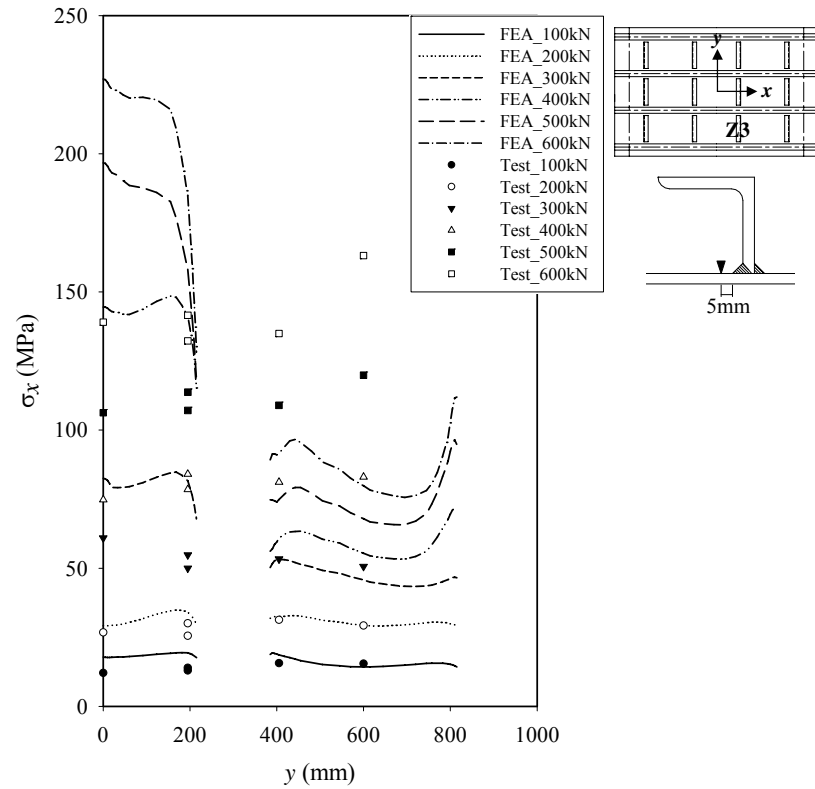 250
200
150
100
50
0
σx (MPa)
0 200 400 600 800 1000
y (mm)
FEA_100kN
FEA_200kN
FEA_300kN
FEA_400kN
FEA_500kN
FEA_600kN
Test_100kN
Test_200kN
Test_300kN
Test_400kN
Test_500kN
Test_600kN
y
x
Z3
5mm